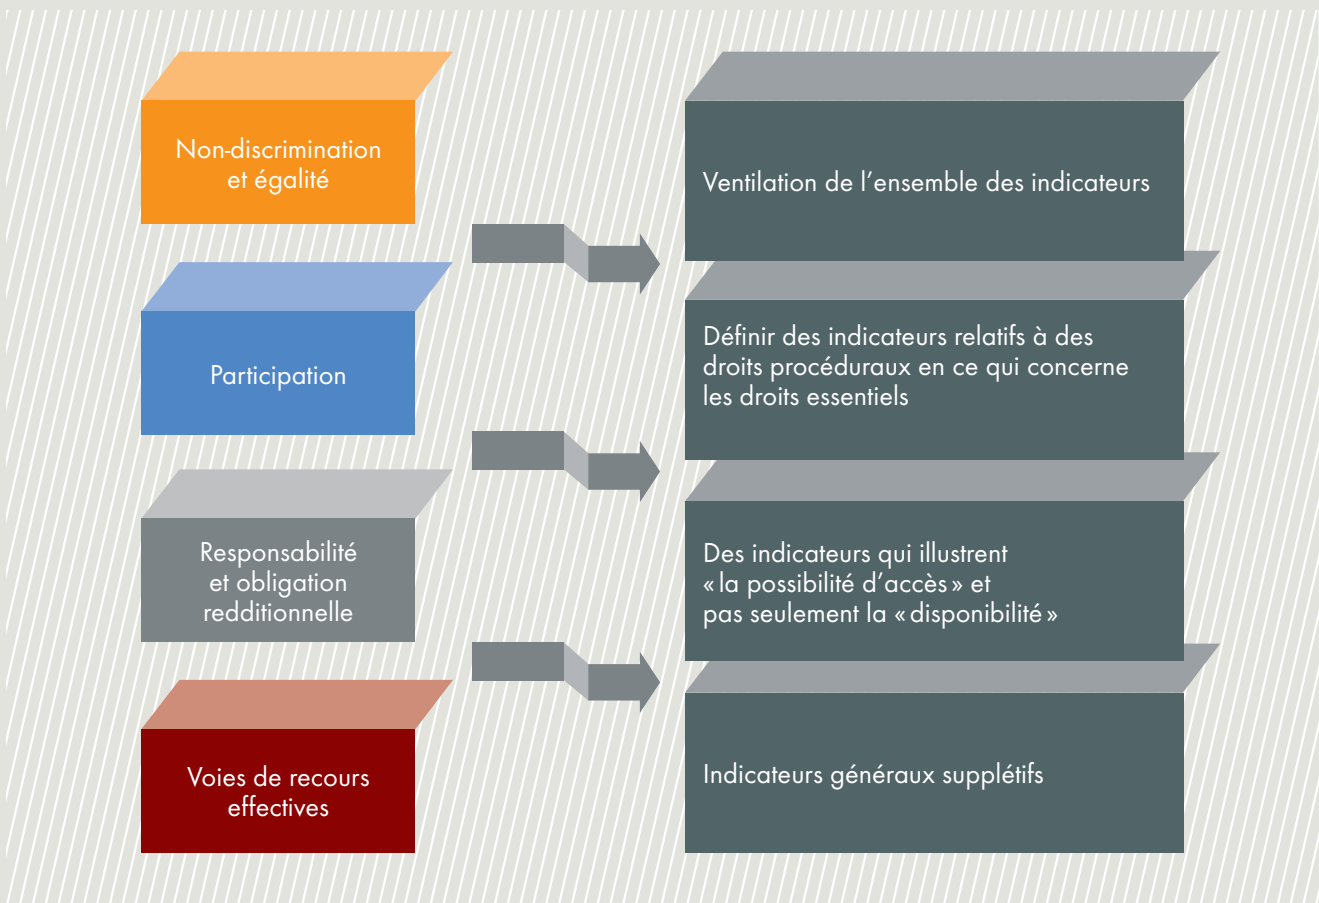 Non-discrimination
et égalité
Participation
Responsabilité
et obligation
redditionnelle
Voies de recours
effectives
Ventilation de l’ensemble des indicateurs
Définir des indicateurs relatifs à des
droits procéduraux en ce qui concerne
les droits essentiels
Des indicateurs qui illustrent
« la possibilité d’accès » et
pas seulement la « disponibilité »
Indicateurs généraux supplétifs